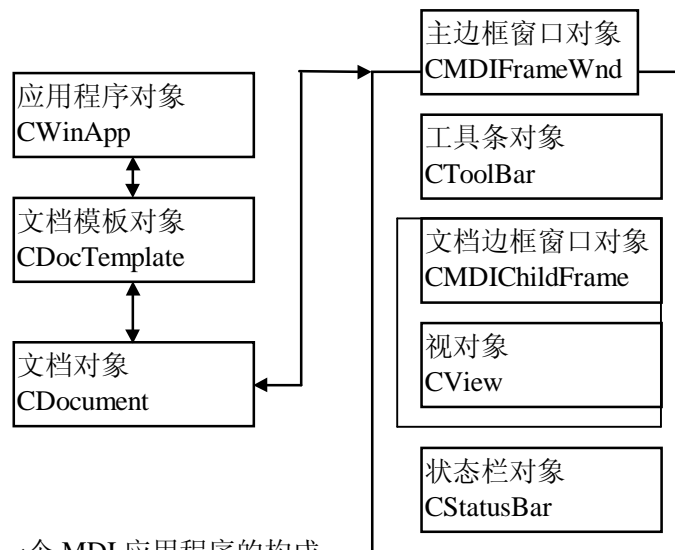 应用程序对象
CWinApp
文档模板对象
CDocTemplate
文档对象
CDocument
主边框窗口对象
CMDIFrameWnd
工具条对象
CToolBar
文档边框窗口对象
CMDIChildFrame
视对象
CView
状态栏对象
CStatusBar
个 MDI 应用程序的构成